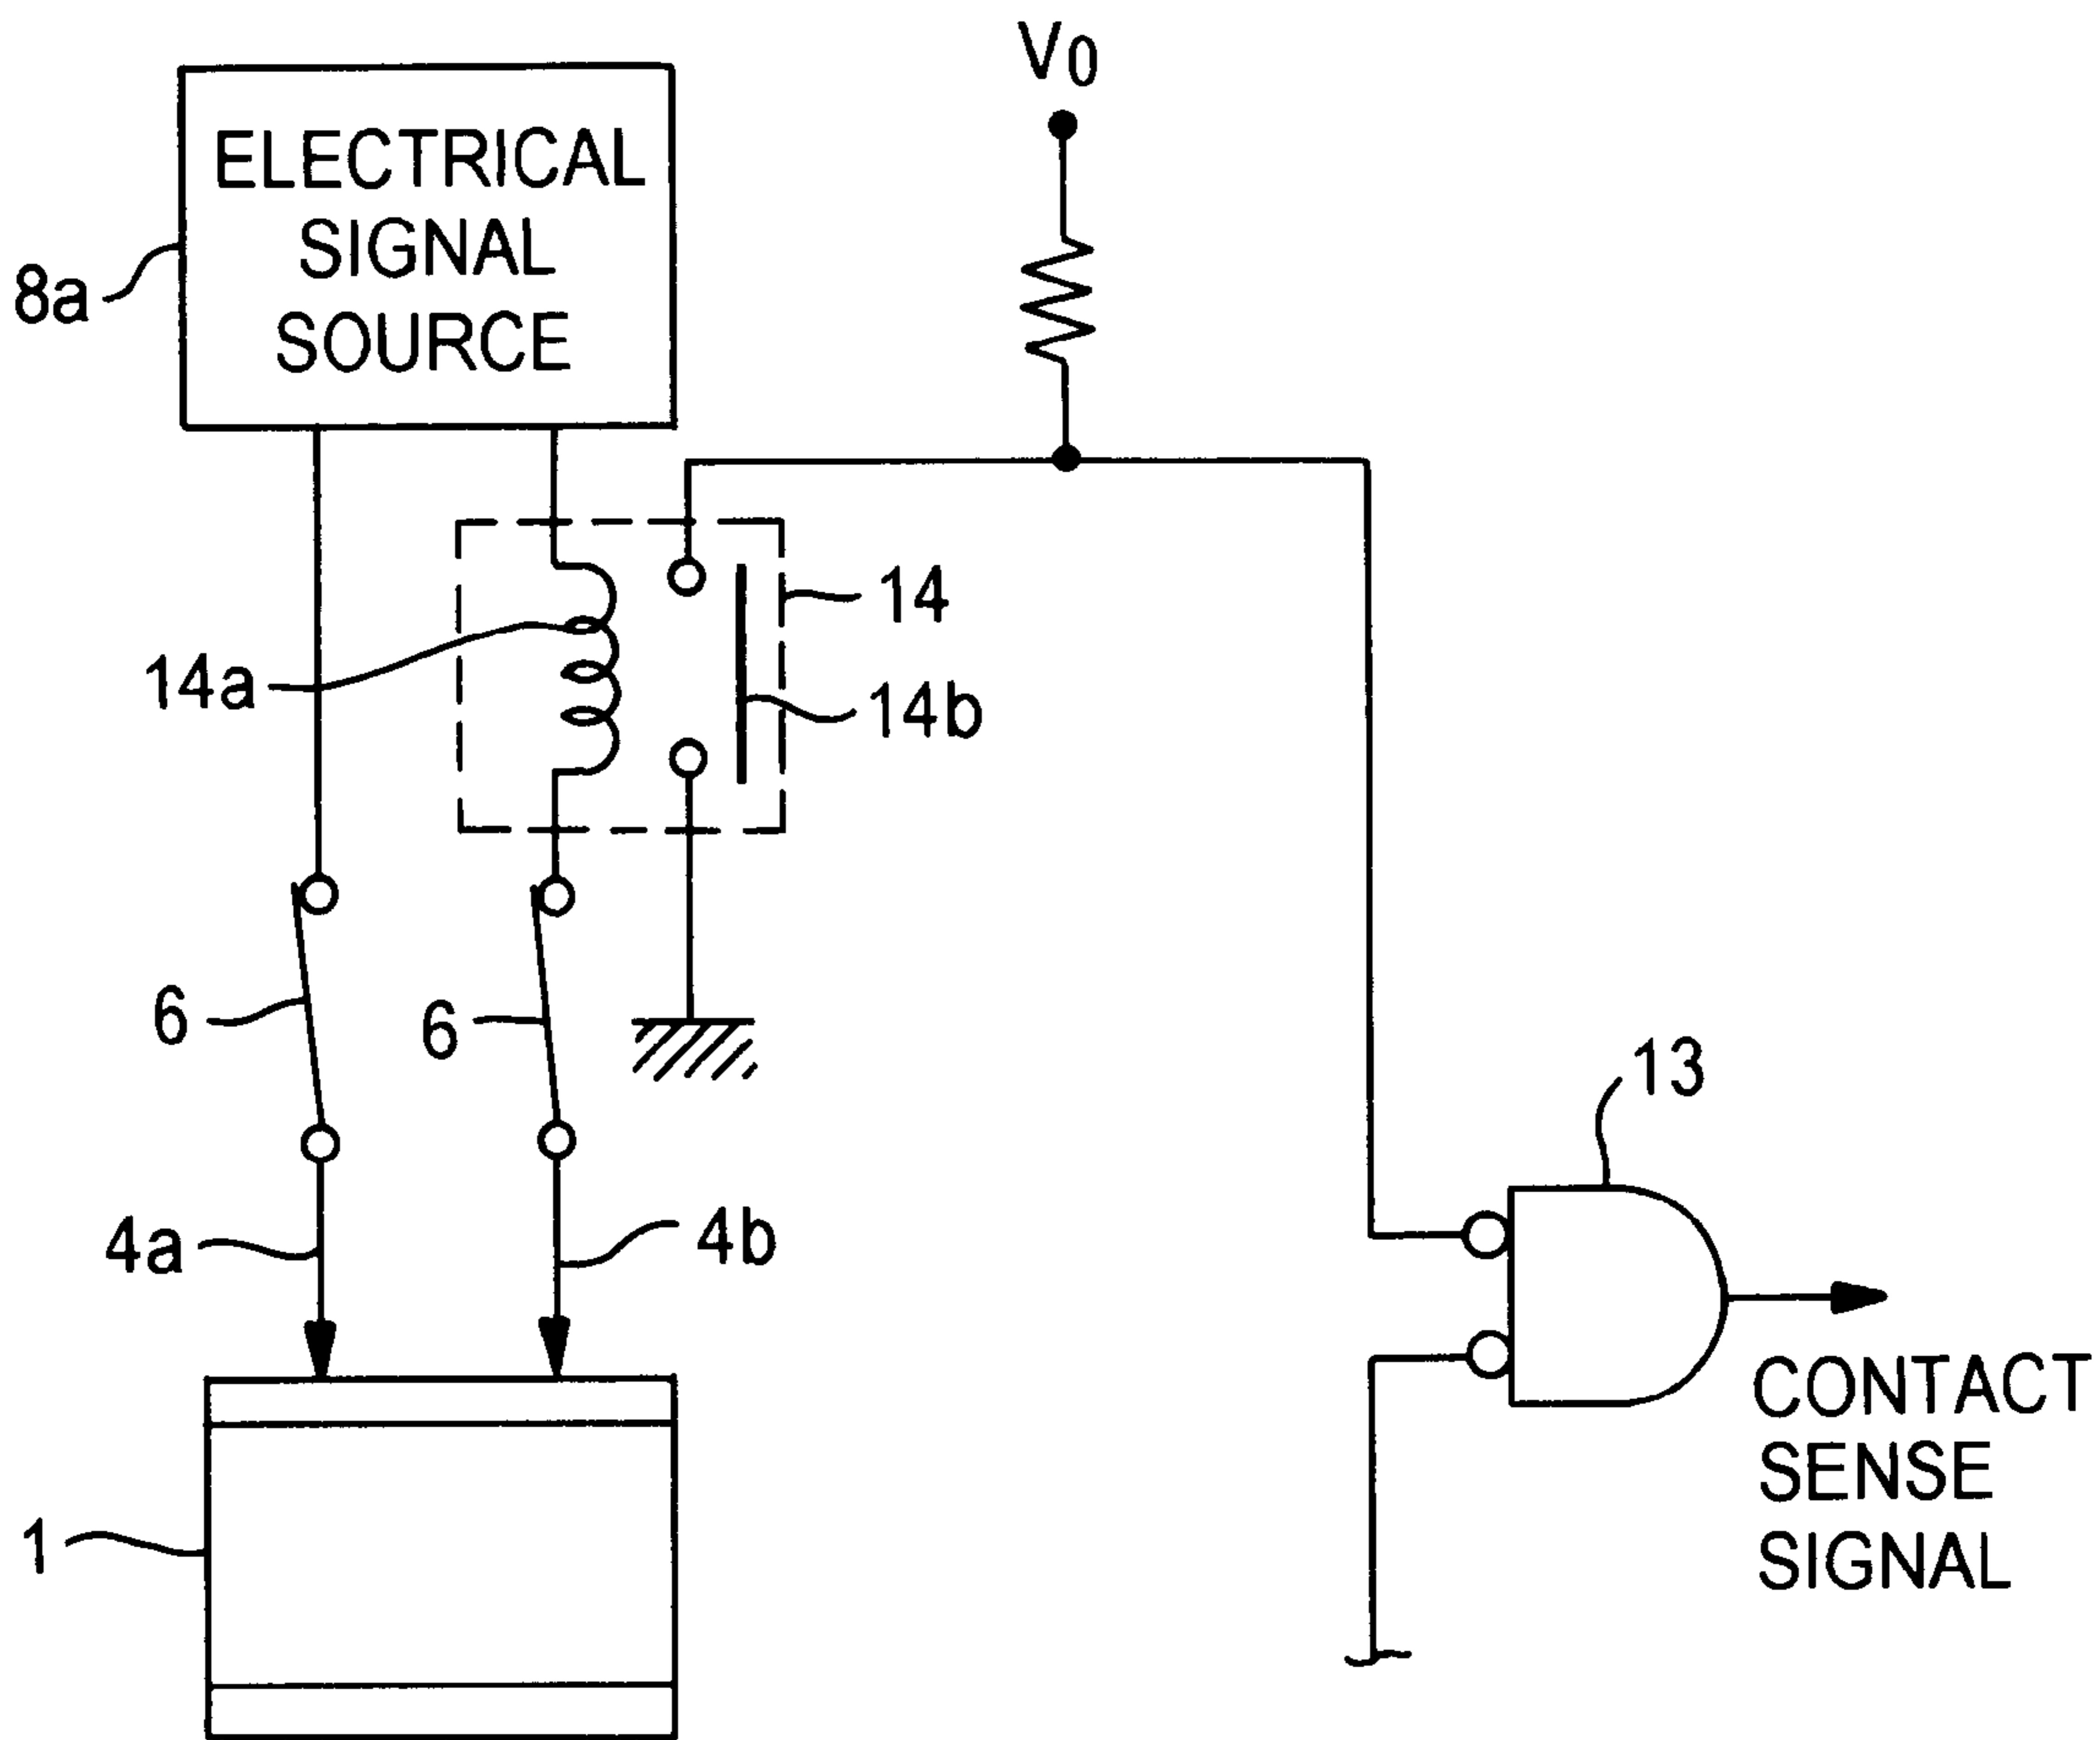 V0
ELECTRICAL
SIGNAL
SOURCE
8a
14
14a
14b
6
6
13
4a
4b
CONTACT
SENSE
SIGNAL
1